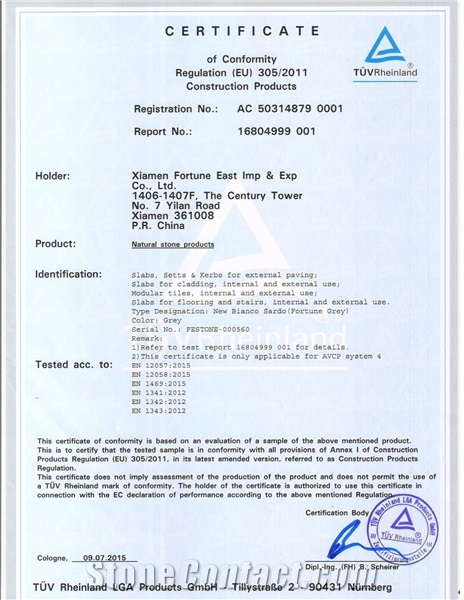 CERTIFICATE
of Conformity
Regulation (EU) 305/2011
Construction Products
TÜVRheinland
Registration No.: AC 50314879 0001
Report No.: 16804999 001
Holder: Xiamen Fortune East Imp & Exp
Co., Ltd.
1406-1407F, The Century Tower
No. 7 Yilan Road
Xiamen 361008
P.R. China
Product: Natural stone products
Identification: Slabs, Setts & Kerbs for external paving;
Slabs for cladding, internal and external use;
Modular tiles, internal and external use;
Slabs for flooring and stairs, internal and external use.
Type Designation: New Bianco Sardo(Fortune Grey)
Color: Grey
Serial No.: FESTONE-000560
Remark:
1)Refer to test report 16804999 001 for details.
2)This certificate is only applicable for AVCP system 4
Tested acc. to: EN 12057:2015
EN 12058:2015
EN 1469:2015
EN 1341:2012
EN 1342:2012
EN 1343:2012
This certificate of conformity is based on an evaluation of a sample of the above mentioned product.
This is to certify that the tested sample is in conformity with all provisions of Annex I of Construction
Products Regulation (EU) 305/2011, in its latest amended version, referred to as Construction Products
Regulation.
This certificate does not imply assessment of the production of the product and does not permit the use of
a TÜV Rheinland mark of conformity. The holder of the certificate is authorized to use this certificate in
connection with the EC declaration of performance according to the above mentioned Regulation.
Certification Body
TÜV Rheinland LGA Products GmbH
TÜVRheinland
Zertifizierungsstelle
Cologne, 09.07.2015
Dipl.-Ing. (FH) B. Scheirer
TÜV Rheinland LGA Products GmbH - Tillystraße 2 - 90431 Nürnberg
StoneContact.com